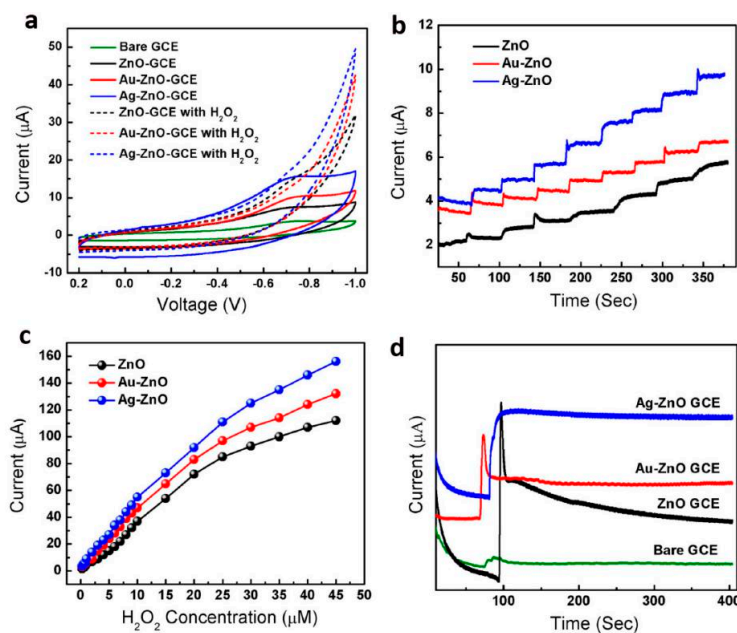 a
Bare GCE
ZnO-GCE
Au-ZnO-GCE
Ag-ZnO-GCE
ZnO-GCE with H₂O₂
Au-ZnO-GCE with H₂O₂
Ag-ZnO-GCE with H₂O₂
50
40
30
20
10
0
-10
Current (μA)
0.2 0.0 -0.2 -0.4 -0.6 -0.8 -1.0
Voltage (V)
b
ZnO
Au-ZnO
Ag-ZnO
12
10
8
6
4
2
Current (μA)
50 100 150 200 250 300 350
Time (Sec)
c
ZnO
Au-ZnO
Ag-ZnO
160
140
120
100
80
60
40
20
0
Current (μA)
0 5 10 15 20 25 30 35 40 45 50
H₂O₂ Concentration (μM)
d
Ag-ZnO GCE
Au-ZnO GCE
ZnO GCE
Bare GCE
Current (μA)
100 200 300 400
Time (Sec)